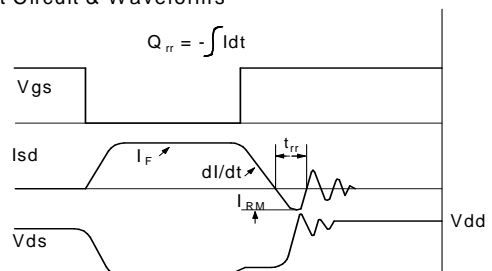 t Circuit & Waveforms
Q rr = - ∫ Idt
Vgs
Isd
I F
dI/dt
t rr
I RM
Vdd
Vds